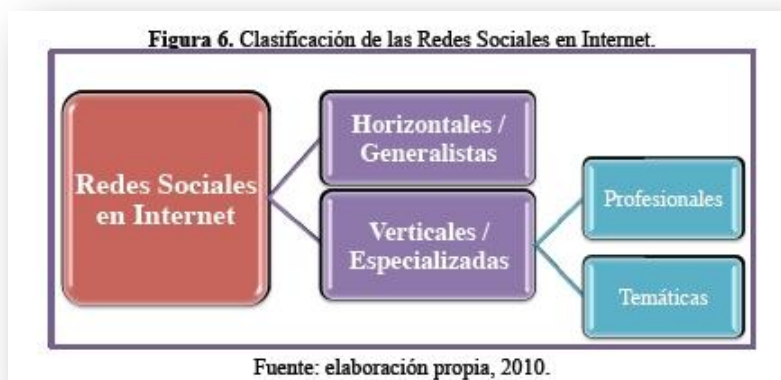 Figura 6. Clasificación de las Redes Sociales en Internet.
Redes Sociales
en Internet
Horizontales /
Generalistas
Verticales /
Especializadas
Profesionales
Temáticas
Fuente: elaboración propia, 2010.